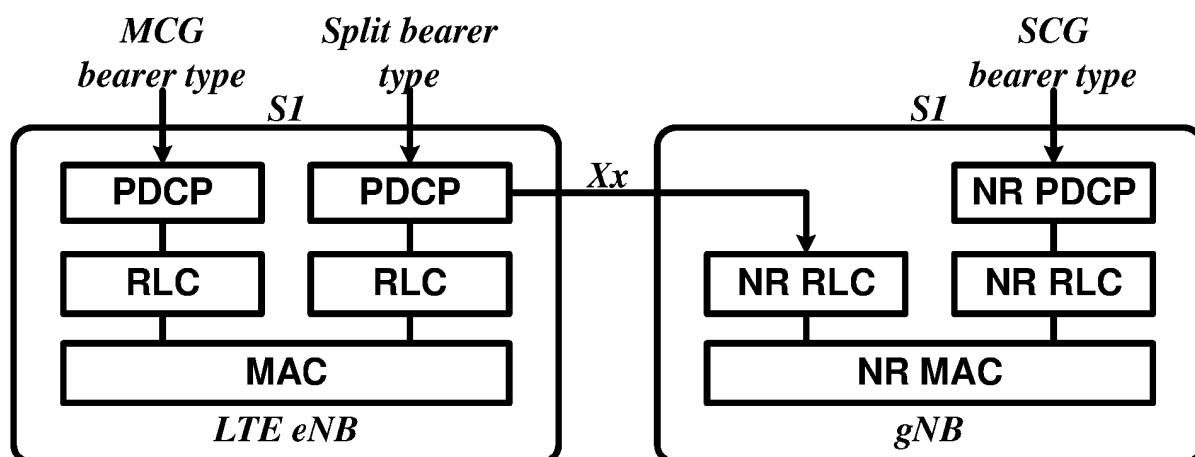 MCG
bearer type
Split bearer
type
SCG
bearer type
S1
S1
PDCP
PDCP
Xx
NR PDCP
RLC
RLC
NR RLC
NR RLC
MAC
NR MAC
LTE eNB
gNB